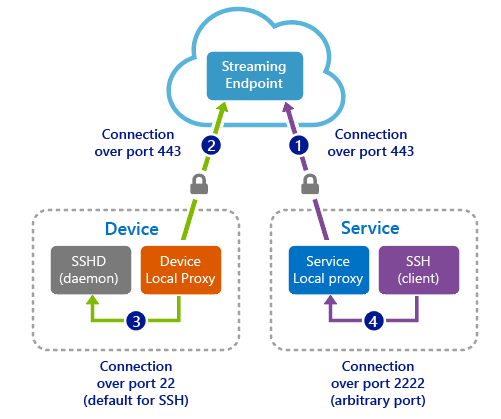 Streaming
Endpoint
Connection
over port 443
2
1
Connection
over port 443
Device
Service
SSHD
(daemon)
Device
Local Proxy
Service
Local proxy
SSH
(client)
3
4
Connection
over port 22
(default for SSH)
Connection
over port 2222
(arbitrary port)